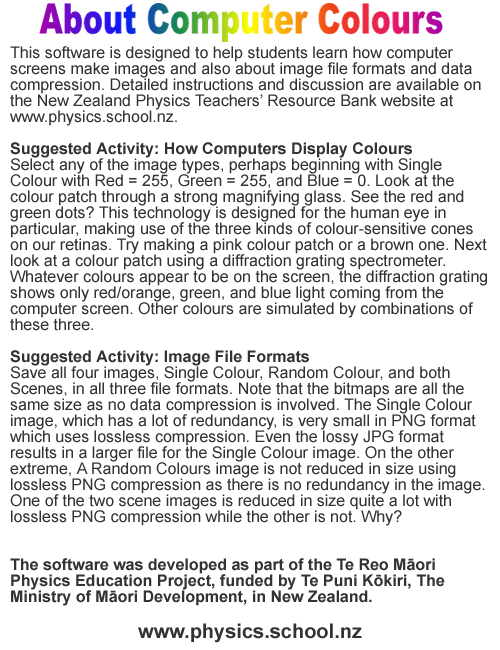 About Computer Colours
This software is designed to help students learn how computer
screens make images and also about image file formats and data
compression. Detailed instructions and discussion are available on
the New Zealand Physics Teachers' Resource Bank website at
www.physics.school.nz.
Suggested Activity: How Computers Display Colours
Select any of the image types, perhaps beginning with Single
Colour with Red = 255, Green = 255, and Blue = 0. Look at the
colour patch through a strong magnifying glass. See the red and
green dots? This technology is designed for the human eye in
particular, making use of the three kinds of colour-sensitive cones
on our retinas. Try making a pink colour patch or a brown one. Next
look at a colour patch using a diffraction grating spectrometer.
Whatever colours appear to be on the screen, the diffraction grating
shows only red/orange, green, and blue light coming from the
computer screen. Other colours are simulated by combinations of
these three.
Suggested Activity: Image File Formats
Save all four images, Single Colour, Random Colour, and both
Scenes, in all three file formats. Note that the bitmaps are all the
same size as no data compression is involved. The Single Colour
image, which has a lot of redundancy, is very small in PNG format
which uses lossless compression. Even the lossy JPG format
results in a larger file for the Single Colour image. On the other
extreme, A Random Colours image is not reduced in size using
lossless PNG compression as there is no redundancy in the image.
One of the two scene images is reduced in size quite a lot with
lossless PNG compression while the other is not. Why?
The software was developed as part of the Te Reo Māori
Physics Education Project, funded by Te Puni Kōkiri, The
Ministry of Māori Development, in New Zealand.
www.physics.school.nz